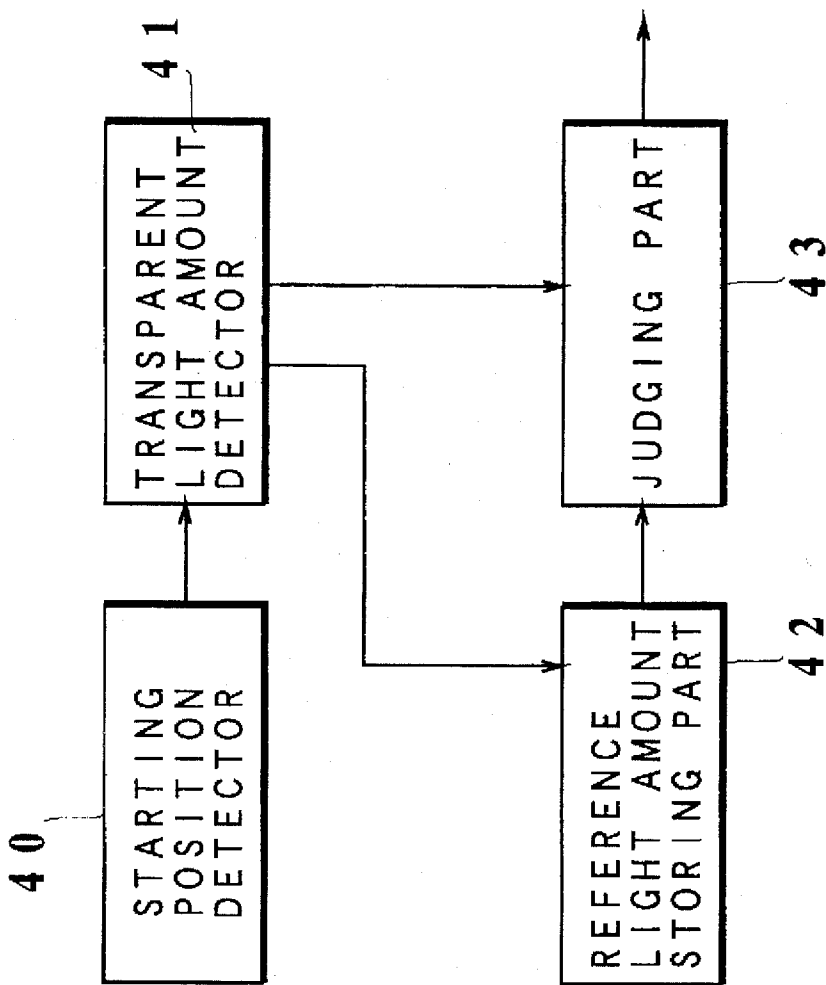 40
STARTING
POSITION
DETECTOR
41
TRANSPARENT
LIGHT AMOUNT
DETECTOR
REFERENCE
LIGHT AMOUNT
STORING PART
42
JUDGING PART
43